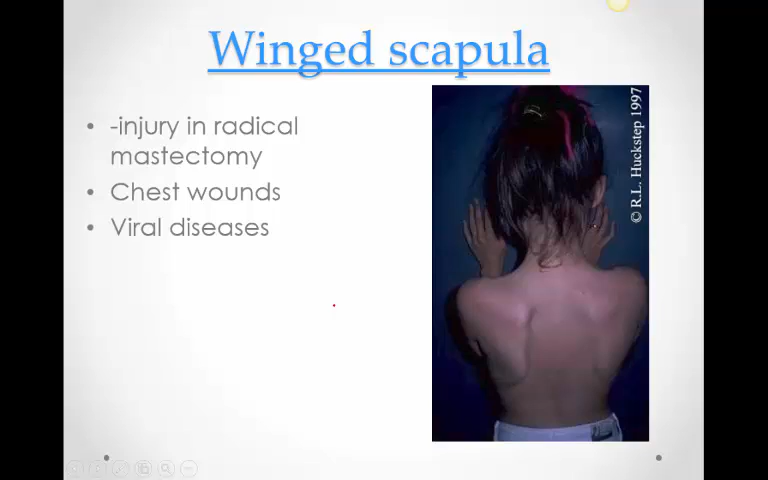 Winged scapula
-injury in radical
mastectomy
Chest wounds
Viral diseases
© R.L. Huckstep 1997